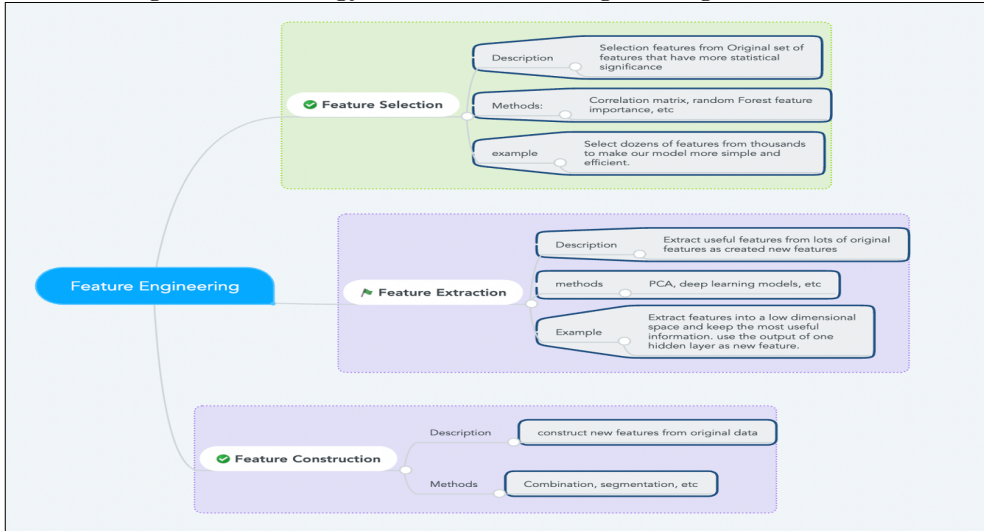 Feature Engineering
Feature Selection
Description
Selection features from Original set of
features that have more statistical
significance
Methods:
Correlation matrix, random Forest feature
importance, etc
example
Select dozens of features from thousands
to make our model more simple and
efficient.
Feature Extraction
Description
Extract useful features from lots of original
features as created new features
methods
PCA, deep learning models, etc
Example
Extract features into a low dimensional
space and keep the most useful
information. use the output of one
hidden layer as new feature.
Feature Construction
Description
construct new features from original data
Methods
Combination, segmentation, etc